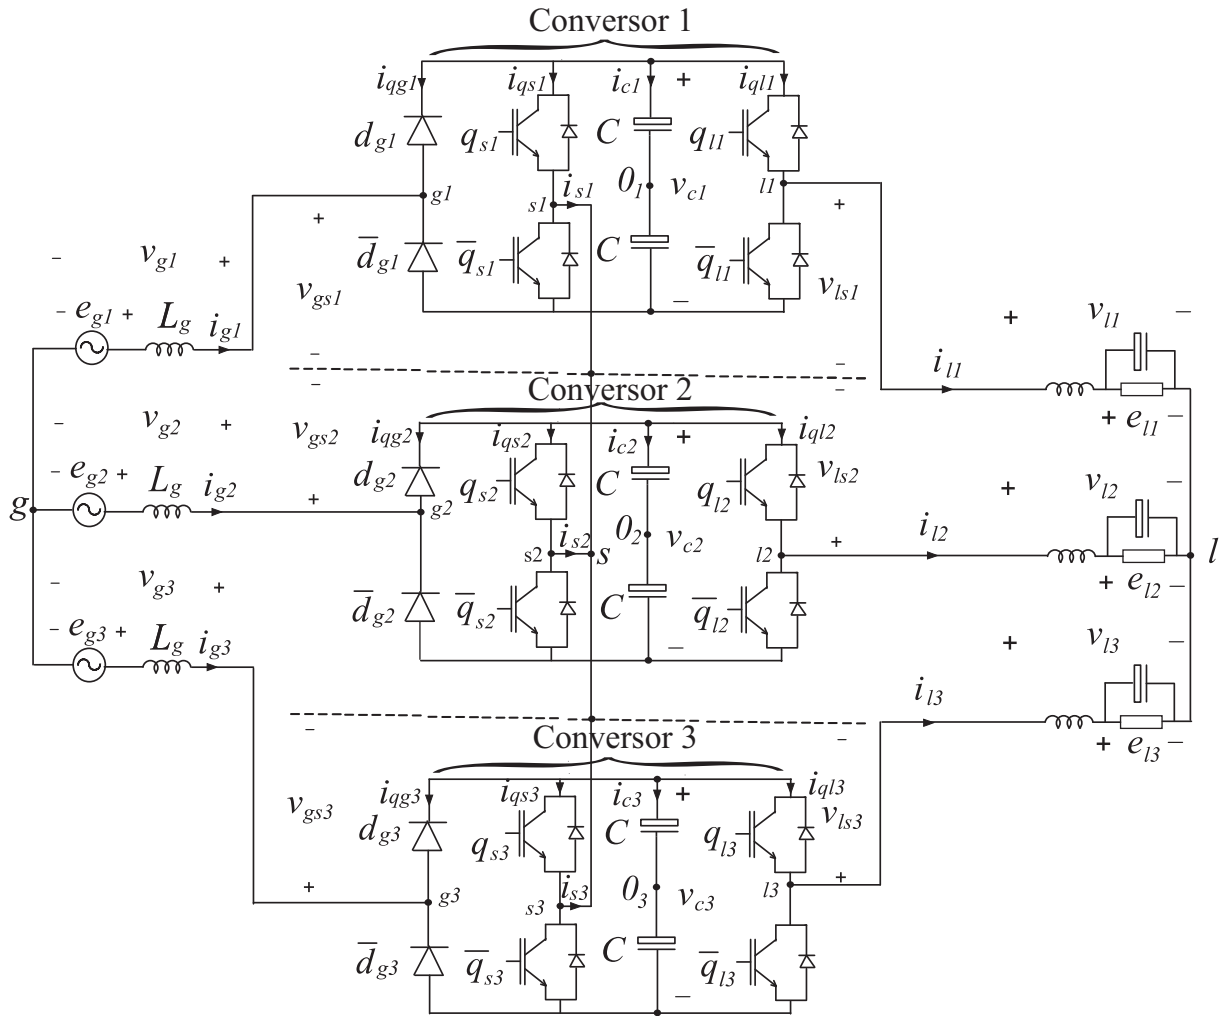 Conversor 1
i_qg1 i_qs1 i_c1 + i_ql1
d_g1 q_s1 C q_l1
g1 s1 i_s1 0_1 v_c1 l1
+ +
d̄_g1 q̄_s1 C q̄_l1
− v_g1 + v_gs1 − v_ls1
− e_g1 + L_g i_g1 + v_l1 −
− − i_l1 + e_l1 −
Conversor 2
− v_g2 + v_gs2 i_qg2 i_qs2 i_c2 + i_ql2
− e_g2 + L_g i_g2 d_g2 q_s2 C q_l2 v_ls2 + v_l2 −
g + g2 s2 i_s2 s 0_2 v_c2 l2 + i_l2 l
− v_g3 + d̄_g2 q̄_s2 C q̄_l2 + e_l2 −
− e_g3 + L_g i_g3 − + v_l3 −
i_l3
− − + e_l3 −
Conversor 3
i_qg3 i_qs3 i_c3 + i_ql3
v_gs3 d_g3 q_s3 C q_l3 v_ls3
+ g3 s3 i_s3 0_3 v_c3 l3 +
d̄_g3 q̄_s3 C q̄_l3
−